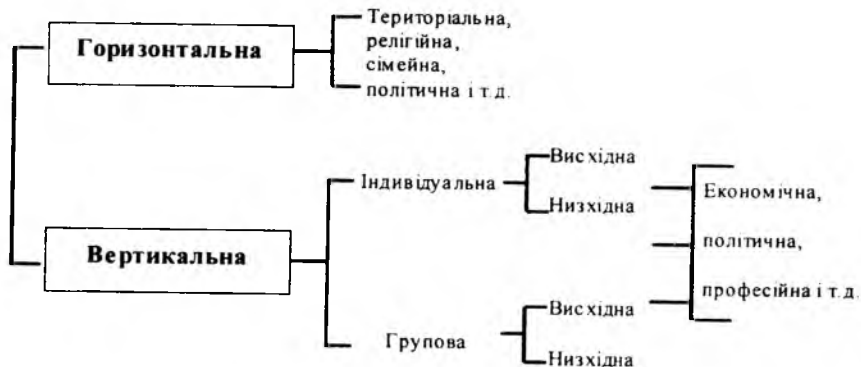 Територіальна,
релігійна,
сімейна,
політична і т.д.
Горизонтальна
Вертикальна
Індивідуальна
Висхідна
Низхідна
Групова
Висхідна
Низхідна
Економічна,
політична,
професійна і т.д.